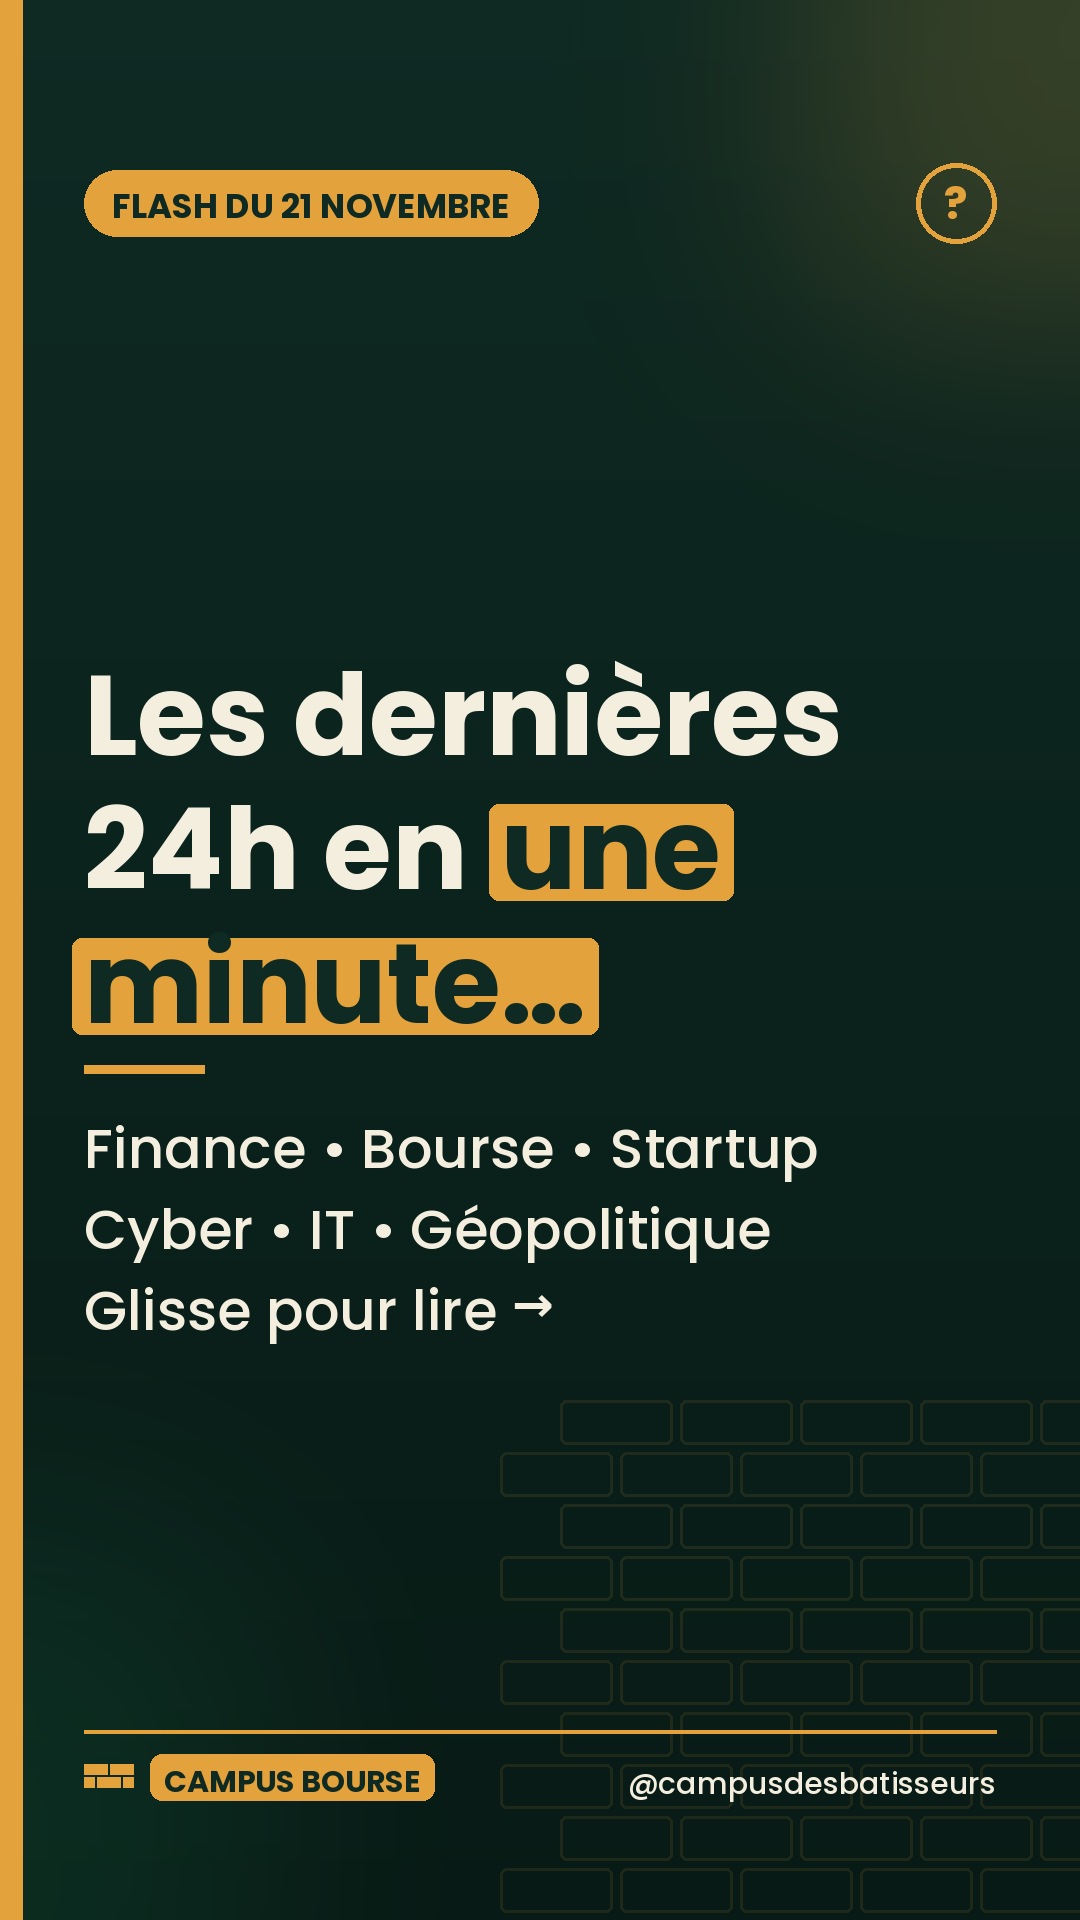 FLASH DU 21 NOVEMBRE
?
Les dernières
24h en une
minute...
Finance • Bourse • Startup
Cyber • IT • Géopolitique
Glisse pour lire →
CAMPUS BOURSE
@campusdesbatisseurs